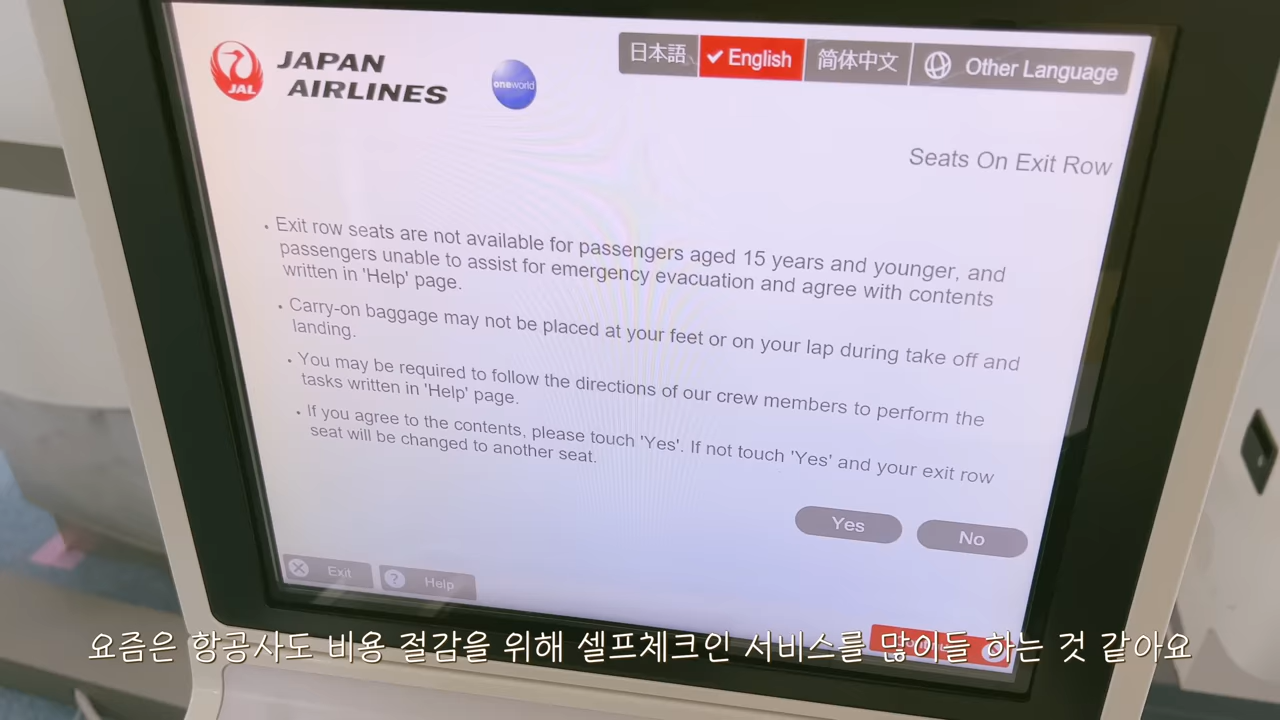 JAL
JAPAN
AIRLINES
oneworld
日本語
English
简体中文
Other Language
Seats On Exit Row
• Exit row seats are not available for passengers aged 15 years and younger, and
passengers unable to assist for emergency evacuation and agree with contents
written in 'Help' page.
• Carry-on baggage may not be placed at your feet or on your lap during take off and
landing.
• You may be required to follow the directions of our crew members to perform the
tasks written in 'Help' page.
• If you agree to the contents, please touch 'Yes'. If not touch 'Yes' and your exit row
seat will be changed to another seat.
Yes
No
Exit
? Help
요즘은 항공사도 비용 절감을 위해 셀프체크인 서비스를 많이들 하는 것 같아요